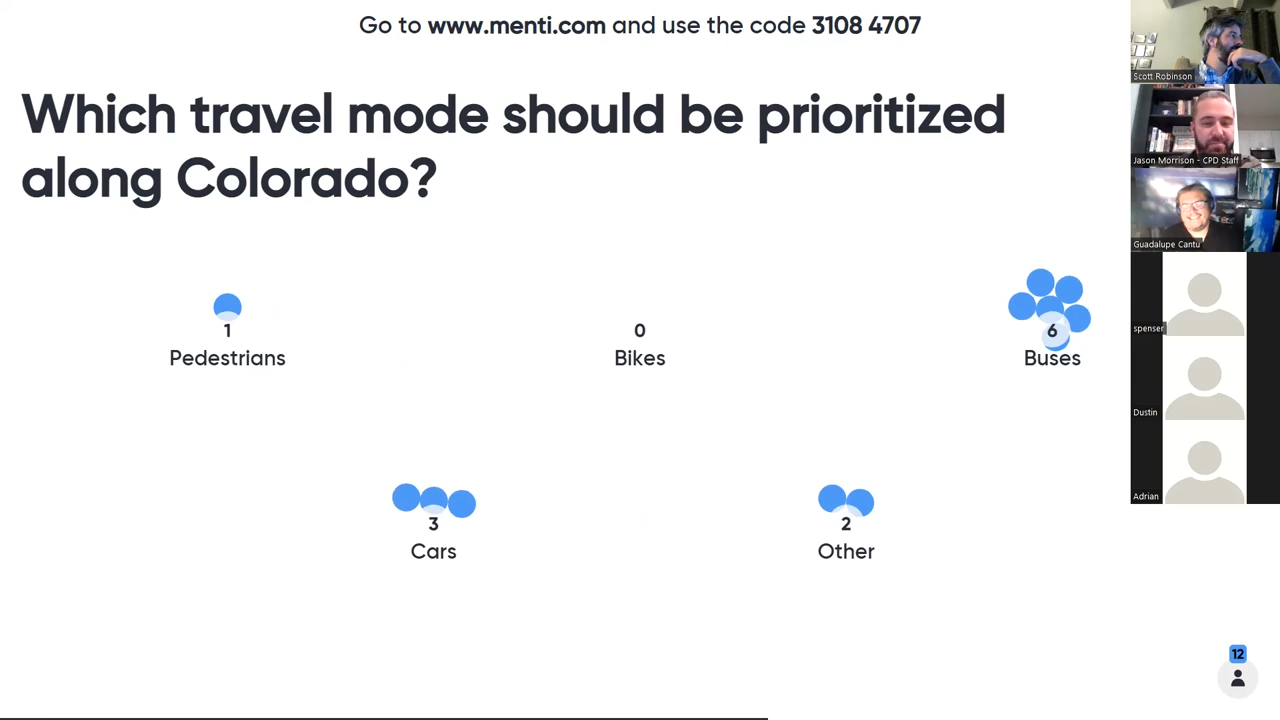 Go to www.menti.com and use the code 3108 4707
Which travel mode should be prioritized
along Colorado?
1
Pedestrians
0
Bikes
6
Buses
3
Cars
2
Other
Scott Robinson
Jason Morrison - CPD Staff
Guadalupe Cantu
spenser
Dustin
Adrian
12